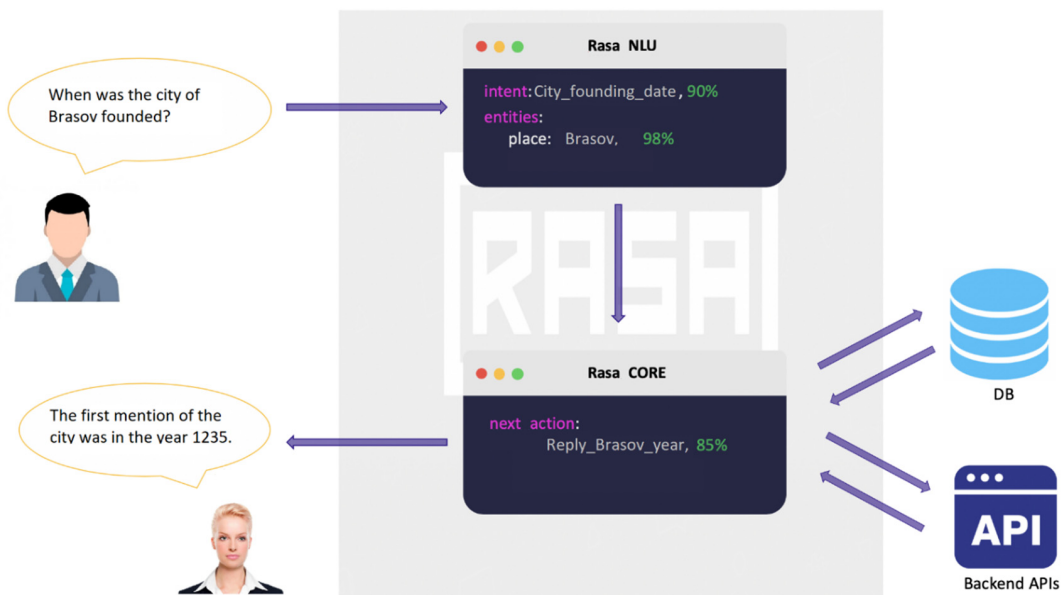 Rasa NLU
When was the city of
Brasov founded?
intent:City_founding_date, 90%
entities:
place: Brasov, 98%
RASA
DB
Rasa CORE
The first mention of the
city was in the year 1235.
next action:
Reply_Brasov_year, 85%
API
Backend APIs